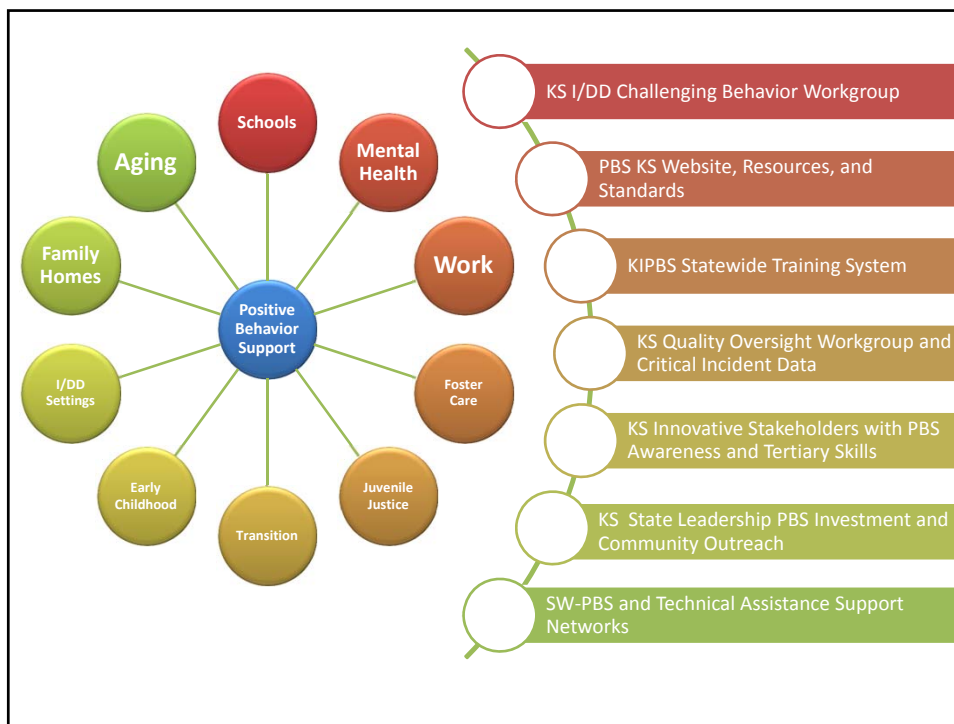 Schools
Mental
Health
Work
Foster
Care
Juvenile
Justice
Transition
Early
Childhood
I/DD
Settings
Family
Homes
Aging
Positive
Behavior
Support
KS I/DD Challenging Behavior Workgroup
PBS KS Website, Resources, and
Standards
KIPBS Statewide Training System
KS Quality Oversight Workgroup and
Critical Incident Data
KS Innovative Stakeholders with PBS
Awareness and Tertiary Skills
KS  State Leadership PBS Investment and
Community Outreach
SW-PBS and Technical Assistance Support
Networks